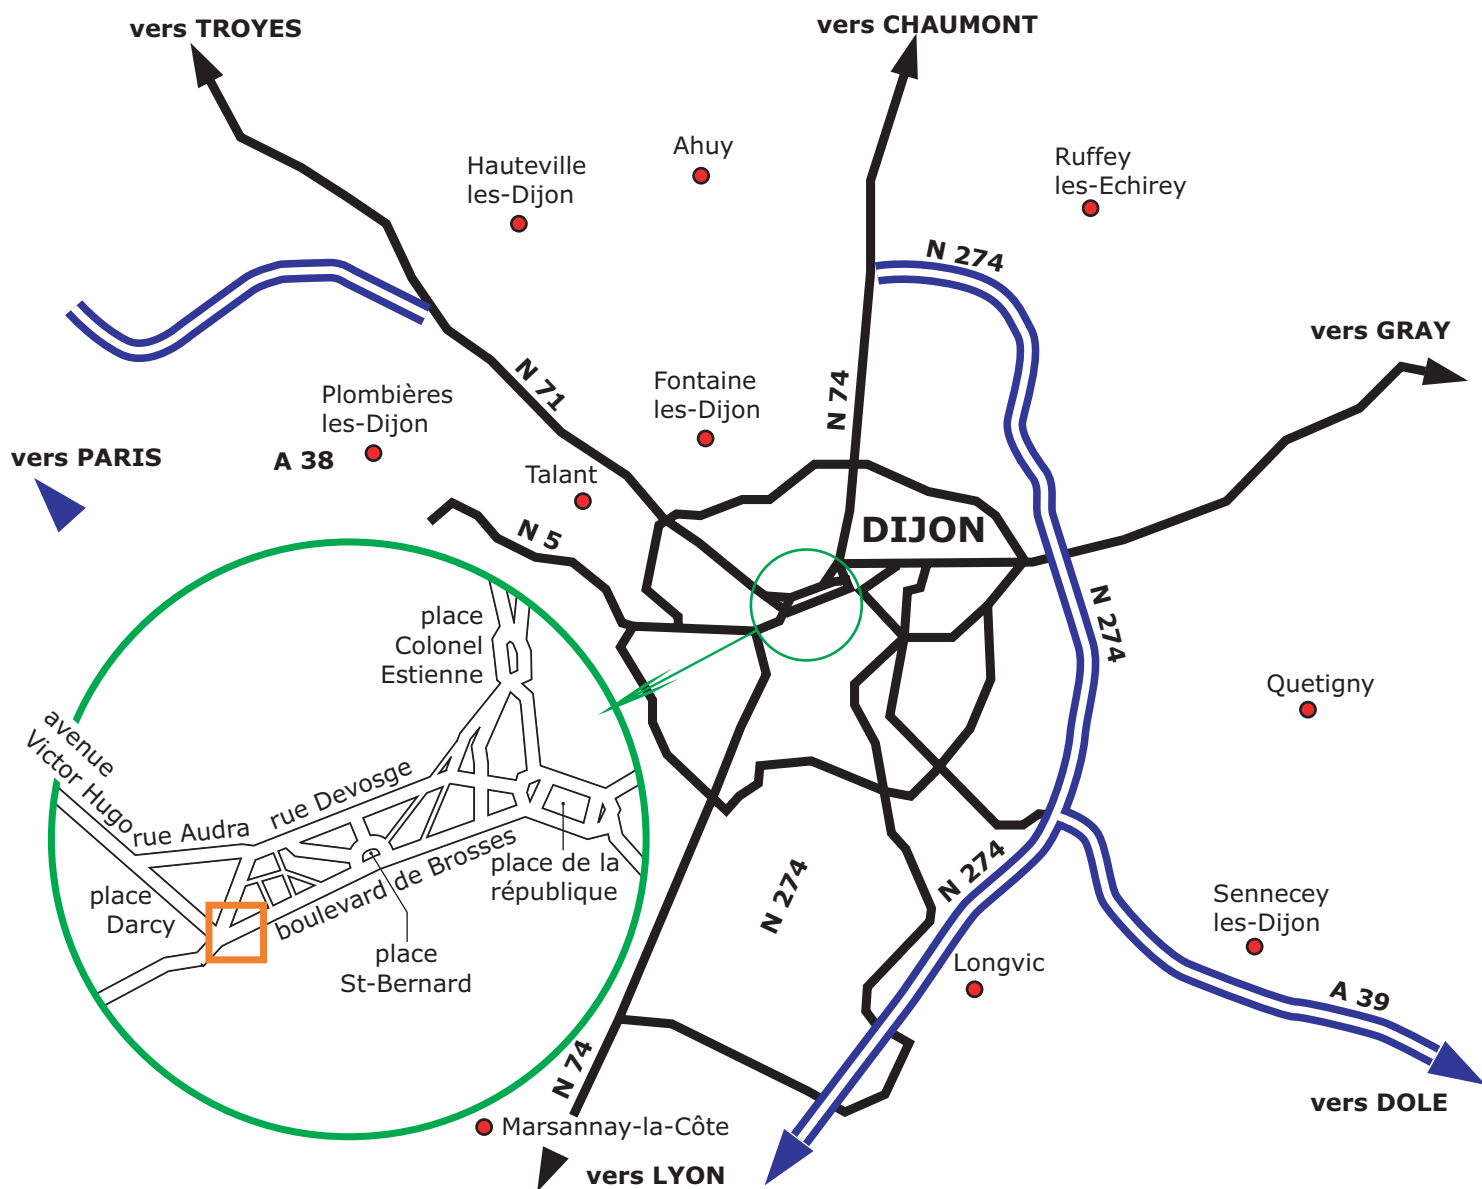 vers TROYES
vers CHAUMONT
Ahuy
Hauteville
les-Dijon
Ruffey
les-Echirey
N 274
vers GRAY
N 71
N 74
Fontaine
les-Dijon
Plombières
les-Dijon
A 38
vers PARIS
Talant
N 5
DIJON
N 274
place
Colonel
Estienne
Quetigny
avenue
Victor Hugo
rue Devosge
rue Audra
place
Darcy
boulevard de Brosses
place de la
république
place
St-Bernard
N 274
N 274
Sennecey
les-Dijon
Longvic
A 39
N 74
vers DOLE
Marsannay-la-Côte
vers LYON